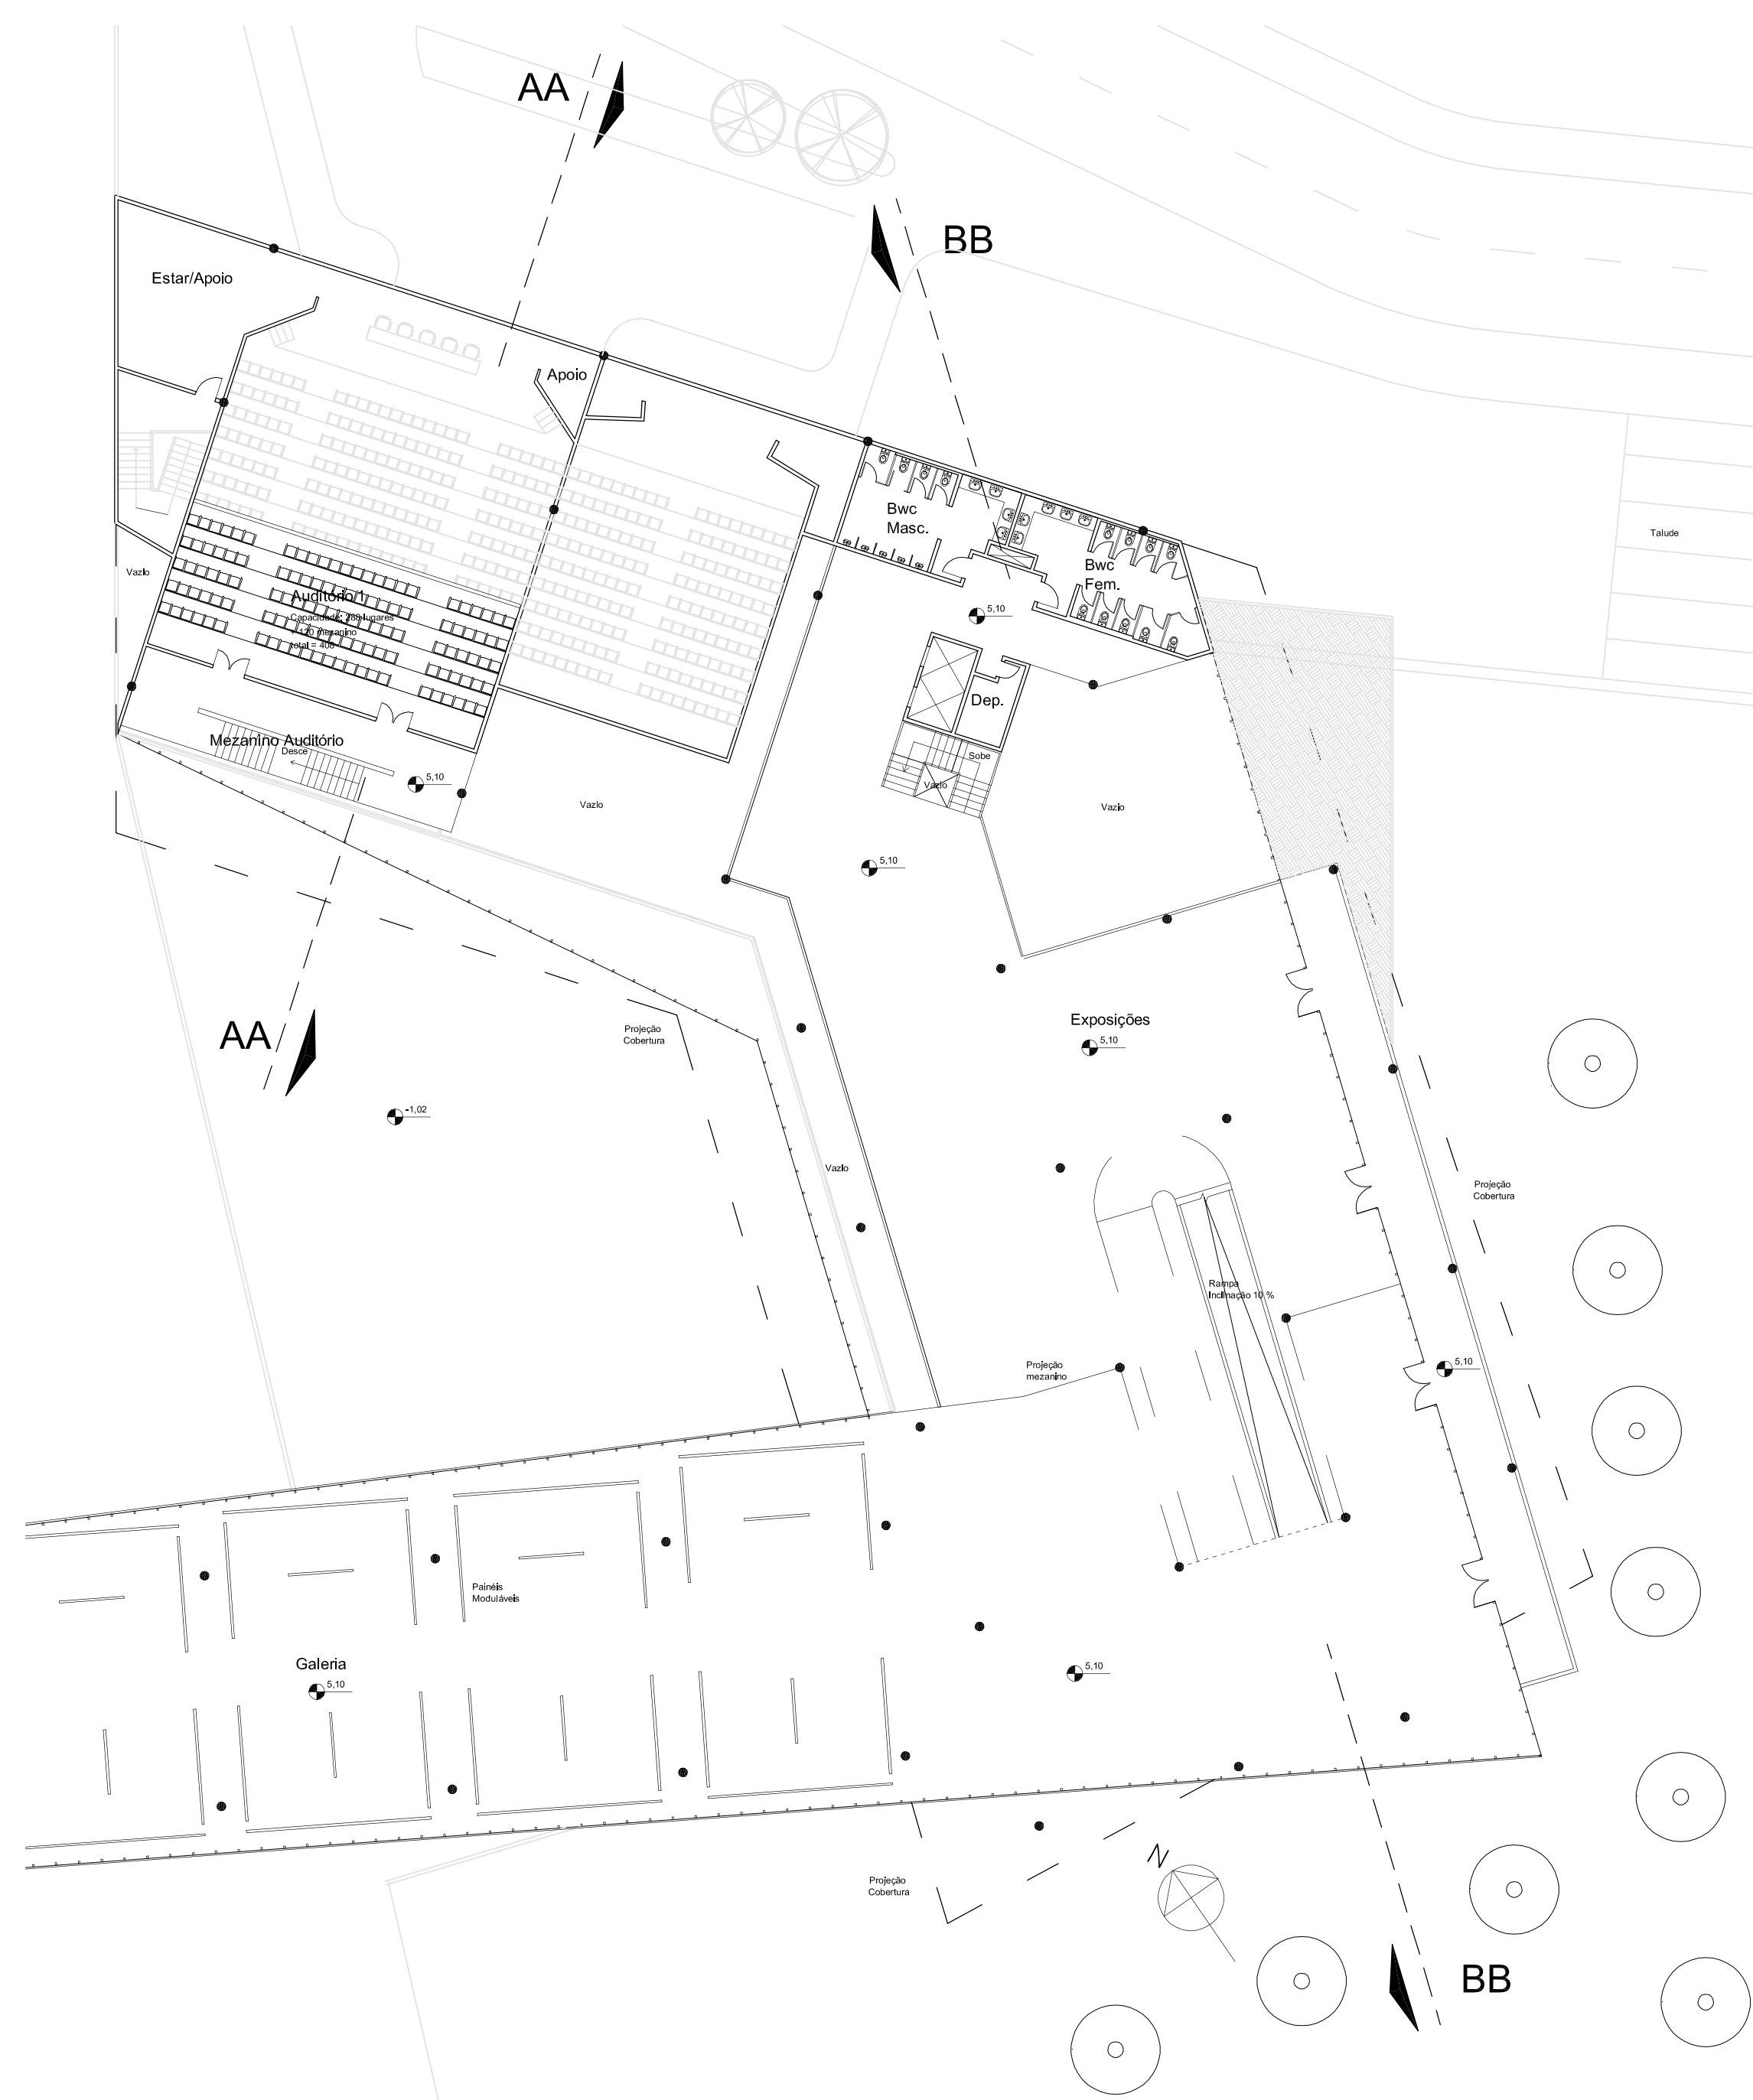 AA
BB
Estar/Apoio
Apoio
Bwc
Masc.
Talude
Bwc
Fem.
Vazio
Auditório/1
Capacidade: 288 lugares
+ 120 mezanino
total = 408
5,10
Dep.
Mezanino Auditório
Desce
Sobe
5,10
Vazio
Vazio
Vazio
5,10
Exposições
5,10
Projeção
Cobertura
AA
-1,02
Vazio
Projeção
Cobertura
Rampa
Inclinação 10 %
Projeção
mezanino
5,10
Painéis
Moduláveis
Galeria
5,10
5,10
N
Projeção
Cobertura
BB